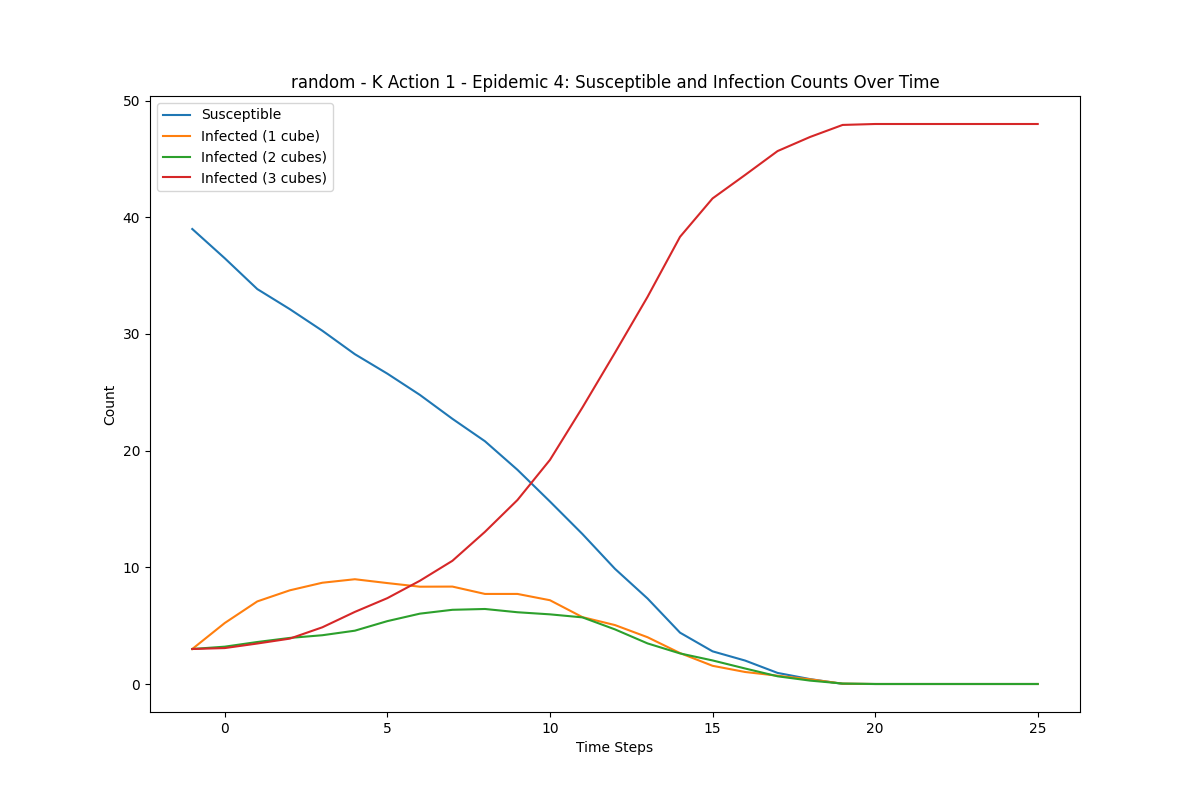 random - K Action 1 - Epidemic 4: Susceptible and Infection Counts Over Time
50
40
30
20
10
0
Count
Susceptible
Infected (1 cube)
Infected (2 cubes)
Infected (3 cubes)
0 5 10 15 20 25
Time Steps